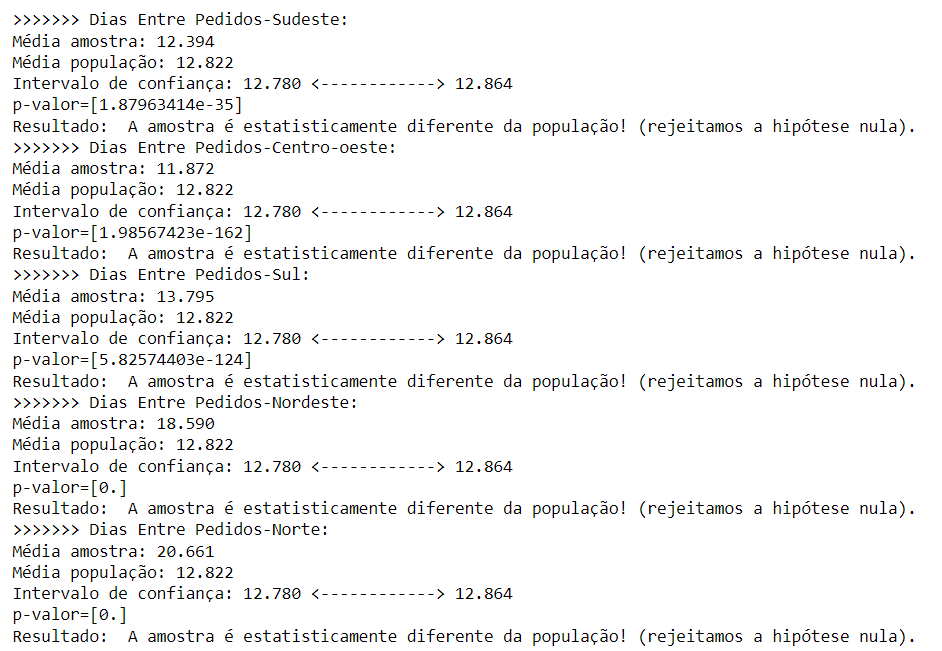 >>>>>>> Dias Entre Pedidos-Sudeste:
Média amostra: 12.394
Média população: 12.822
Intervalo de confiança: 12.780 <------------> 12.864
p-valor=[1.87963414e-35]
Resultado:  A amostra é estatisticamente diferente da população! (rejeitamos a hipótese nula).
>>>>>>> Dias Entre Pedidos-Centro-oeste:
Média amostra: 11.872
Média população: 12.822
Intervalo de confiança: 12.780 <------------> 12.864
p-valor=[1.98567423e-162]
Resultado:  A amostra é estatisticamente diferente da população! (rejeitamos a hipótese nula).
>>>>>>> Dias Entre Pedidos-Sul:
Média amostra: 13.795
Média população: 12.822
Intervalo de confiança: 12.780 <------------> 12.864
p-valor=[5.82574403e-124]
Resultado:  A amostra é estatisticamente diferente da população! (rejeitamos a hipótese nula).
>>>>>>> Dias Entre Pedidos-Nordeste:
Média amostra: 18.590
Média população: 12.822
Intervalo de confiança: 12.780 <------------> 12.864
p-valor=[0.]
Resultado:  A amostra é estatisticamente diferente da população! (rejeitamos a hipótese nula).
>>>>>>> Dias Entre Pedidos-Norte:
Média amostra: 20.661
Média população: 12.822
Intervalo de confiança: 12.780 <------------> 12.864
p-valor=[0.]
Resultado:  A amostra é estatisticamente diferente da população! (rejeitamos a hipótese nula).